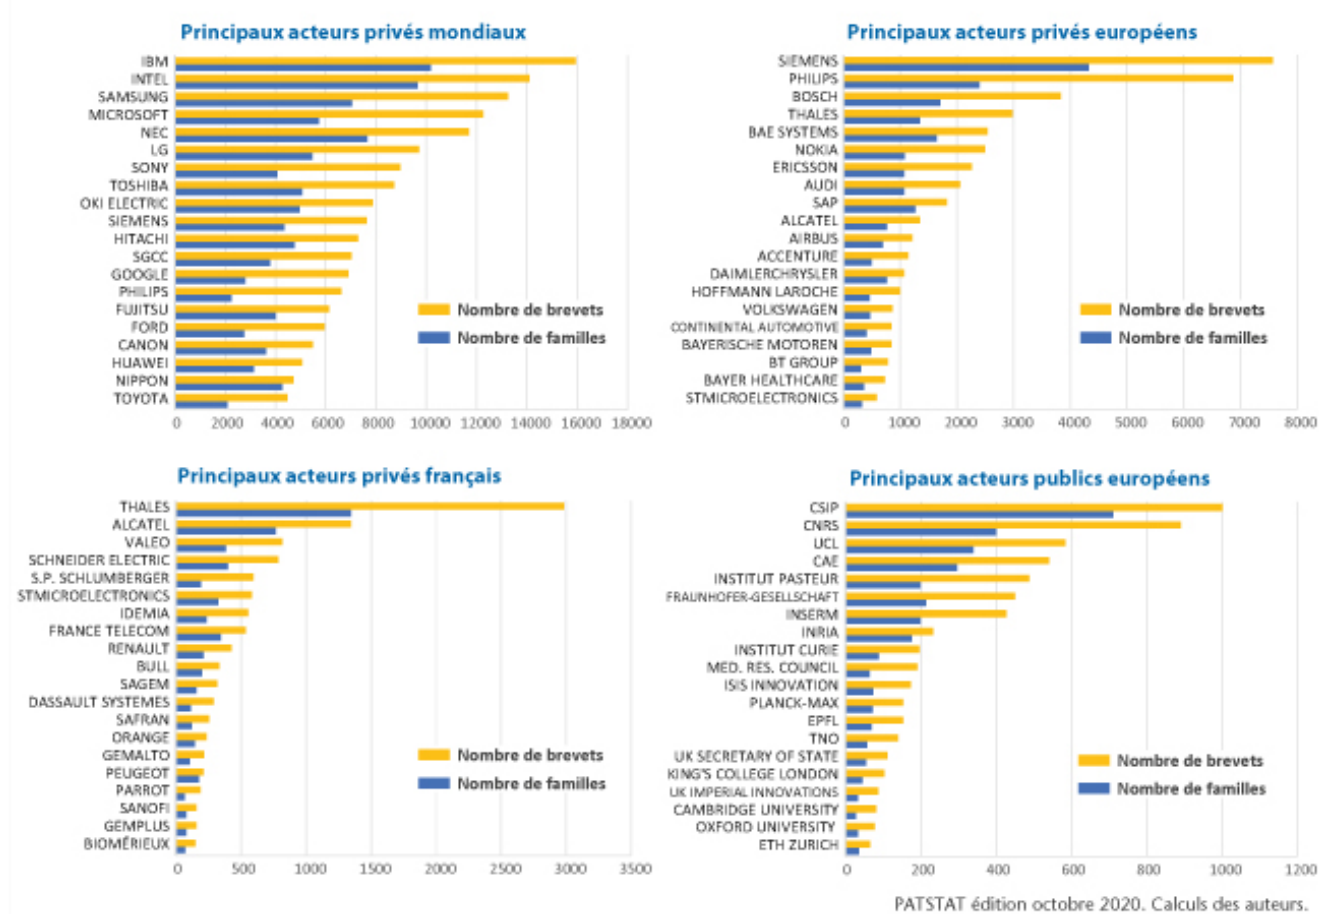 Principaux acteurs privés mondiaux
IBM
INTEL
SAMSUNG
MICROSOFT
NEC
LG
SONY
TOSHIBA
OKI ELECTRIC
SIEMENS
HITACHI
SGCC
GOOGLE
PHILIPS
FUJITSU
FORD
CANON
HUAWEI
NIPPON
TOYOTA
Nombre de brevets
Nombre de familles
0 2000 4000 6000 8000 10000 12000 14000 16000 18000
Principaux acteurs privés européens
SIEMENS
PHILIPS
BOSCH
THALES
BAE SYSTEMS
NOKIA
ERICSSON
AUDI
SAP
ALCATEL
AIRBUS
ACCENTURE
DAIMLERCHRYSLER
HOFFMANN LAROCHE
VOLKSWAGEN
CONTINENTAL AUTOMOTIVE
BAYERISCHE MOTOREN
BT GROUP
BAYER HEALTHCARE
STMICROELECTRONICS
Nombre de brevets
Nombre de familles
0 1000 2000 3000 4000 5000 6000 7000 8000
Principaux acteurs privés français
THALES
ALCATEL
VALEO
SCHNEIDER ELECTRIC
S.P. SCHLUMBERGER
STMICROELECTRONICS
IDEMIA
FRANCE TELECOM
RENAULT
BULL
SAGEM
DASSAULT SYSTEMES
SAFRAN
ORANGE
GEMALTO
PEUGEOT
PARROT
SANOFI
GEMPLUS
BIOMÉRIEUX
Nombre de brevets
Nombre de familles
0 500 1000 1500 2000 2500 3000 3500
Principaux acteurs publics européens
CSIP
CNRS
UCL
CAE
INSTITUT PASTEUR
FRAUNHOFER-GESELLSCHAFT
INSERM
INRIA
INSTITUT CURIE
MED. RES. COUNCIL
ISIS INNOVATION
PLANCK-MAX
EPFL
TNO
UK SECRETARY OF STATE
KING'S COLLEGE LONDON
UK IMPERIAL INNOVATIONS
CAMBRIDGE UNIVERSITY
OXFORD UNIVERSITY
ETH ZURICH
Nombre de brevets
Nombre de familles
0 200 400 600 800 1000 1200
PATSTAT édition octobre 2020. Calculs des auteurs.